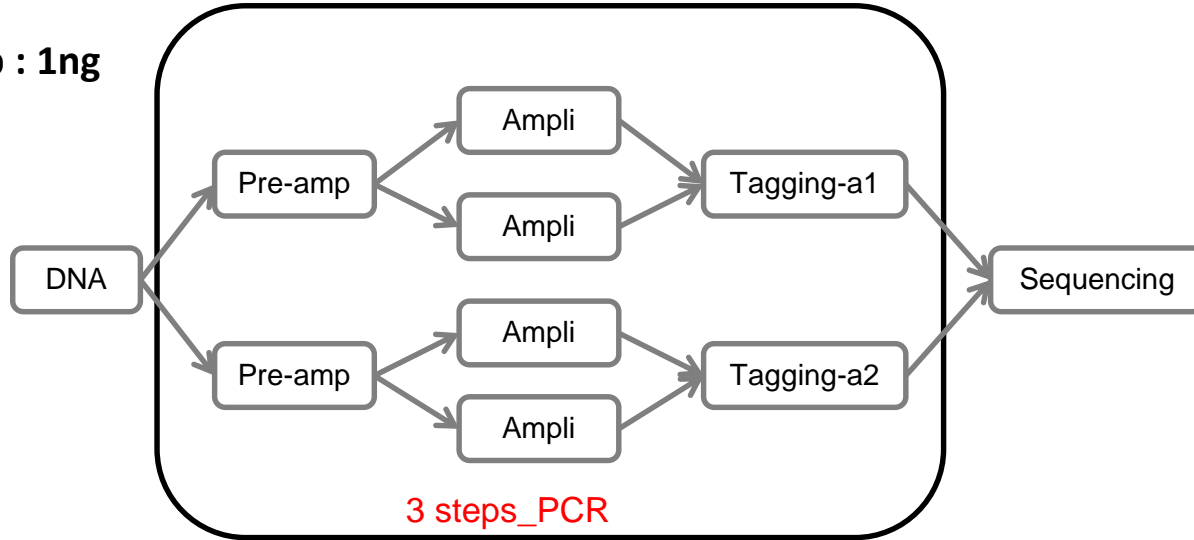 : 1ng
Ampli
Pre-amp
Tagging-a1
Ampli
DNA
Sequencing
Ampli
Pre-amp
Tagging-a2
Ampli
3 steps_PCR